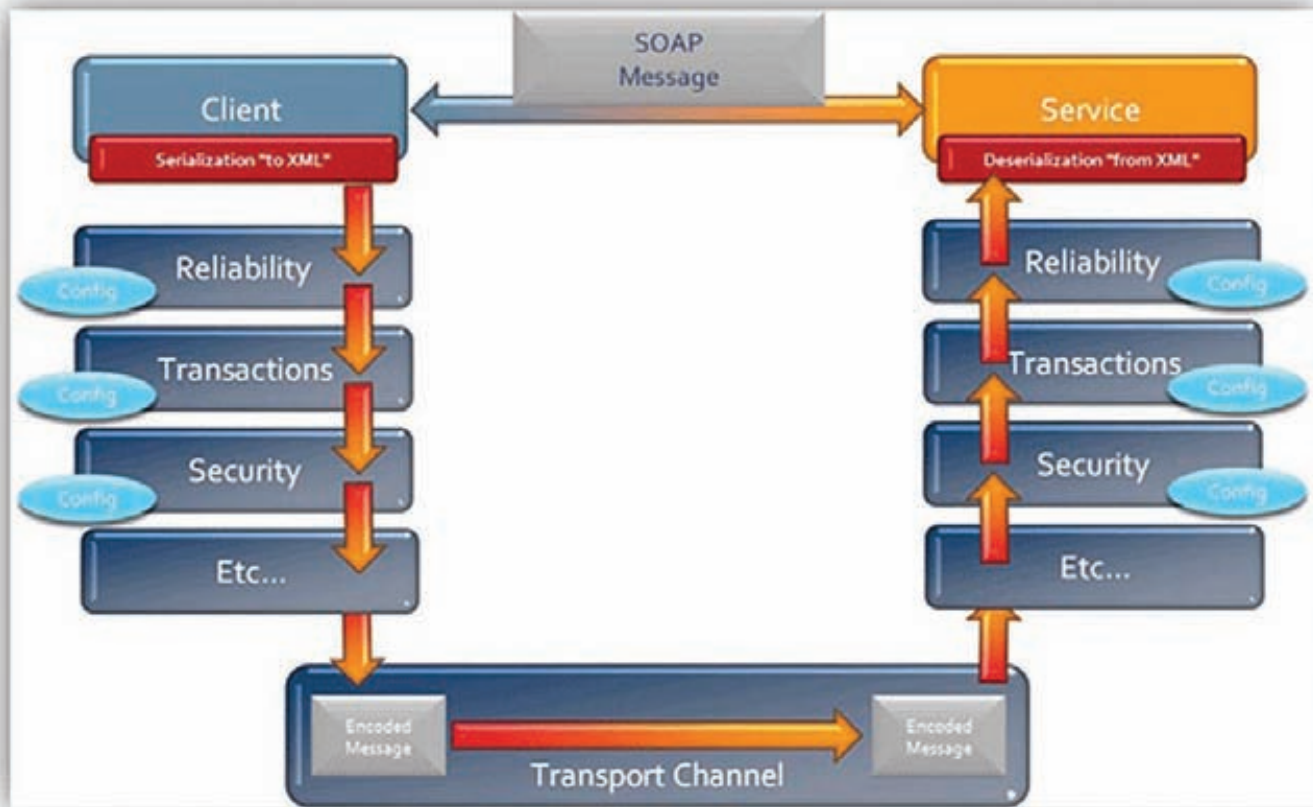 SOAP
Message
Client
Service
Serialization "to XML"
Deserialization "from XML"
Reliability
Config
Reliability
Config
Transactions
Config
Transactions
Config
Security
Config
Security
Config
Etc...
Etc...
Encoded
Message
Encoded
Message
Transport Channel